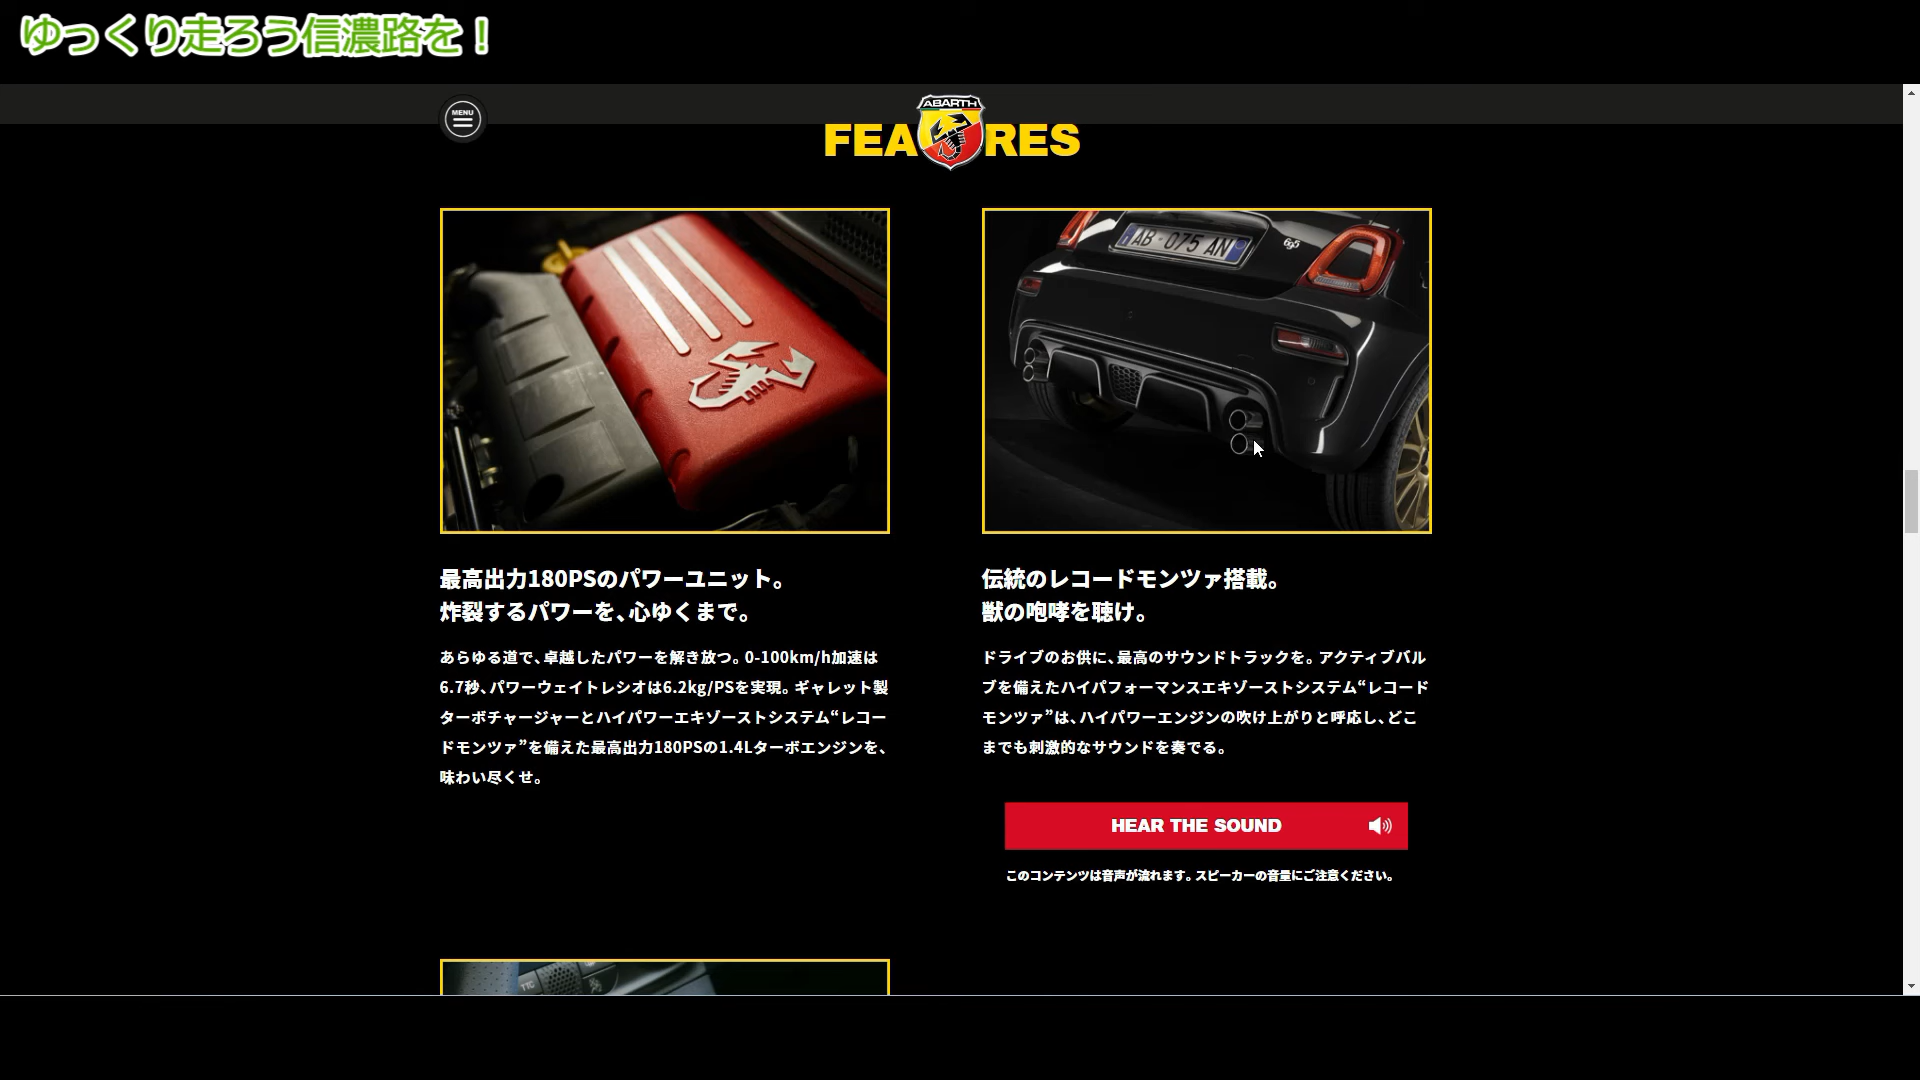 ゆっくり走ろう信濃路を！
MENU
ABARTH
FEA RES
AB-075 AN
695
最高出力180PSのパワーユニット。
炸裂するパワーを、心ゆくまで。
あらゆる道で、卓越したパワーを解き放つ。0-100km/h加速は
6.7秒、パワーウェイトレシオは6.2kg/PSを実現。ギャレット製
ターボチャージャーとハイパワーエキゾーストシステム“レコー
ドモンツァ”を備えた最高出力180PSの1.4Lターボエンジンを、
味わい尽くせ。
伝統のレコードモンツァ搭載。
獣の咆哮を聴け。
ドライブのお供に、最高のサウンドトラックを。アクティブバル
ブを備えたハイパフォーマンスエキゾーストシステム“レコード
モンツァ”は、ハイパワーエンジンの吹け上がりと呼応し、どこ
までも刺激的なサウンドを奏でる。
HEAR THE SOUND
このコンテンツは音声が流れます。スピーカーの音量にご注意ください。
TTC